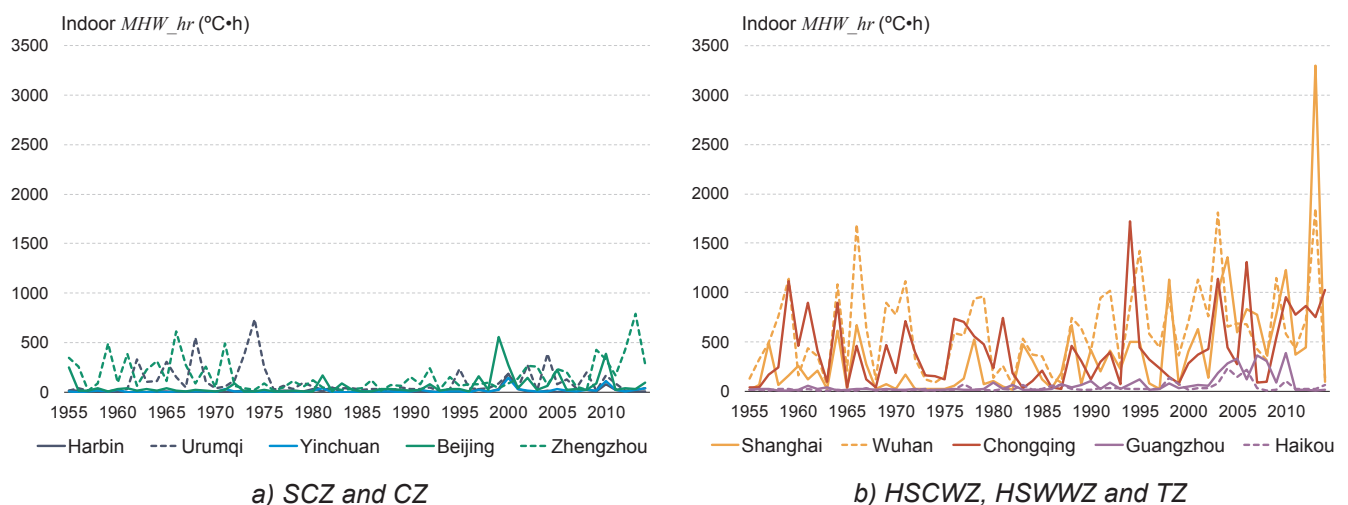 Indoor MHW_hr (ºC•h)
3500
3000
2500
2000
1500
1000
500
0
1955 1960 1965 1970 1975 1980 1985 1990 1995 2000 2005 2010
Harbin Urumqi Yinchuan Beijing Zhengzhou
a) SCZ and CZ
Indoor MHW_hr (ºC•h)
3500
3000
2500
2000
1500
1000
500
0
1955 1960 1965 1970 1975 1980 1985 1990 1995 2000 2005 2010
Shanghai Wuhan Chongqing Guangzhou Haikou
b) HSCWZ, HSWWZ and TZ